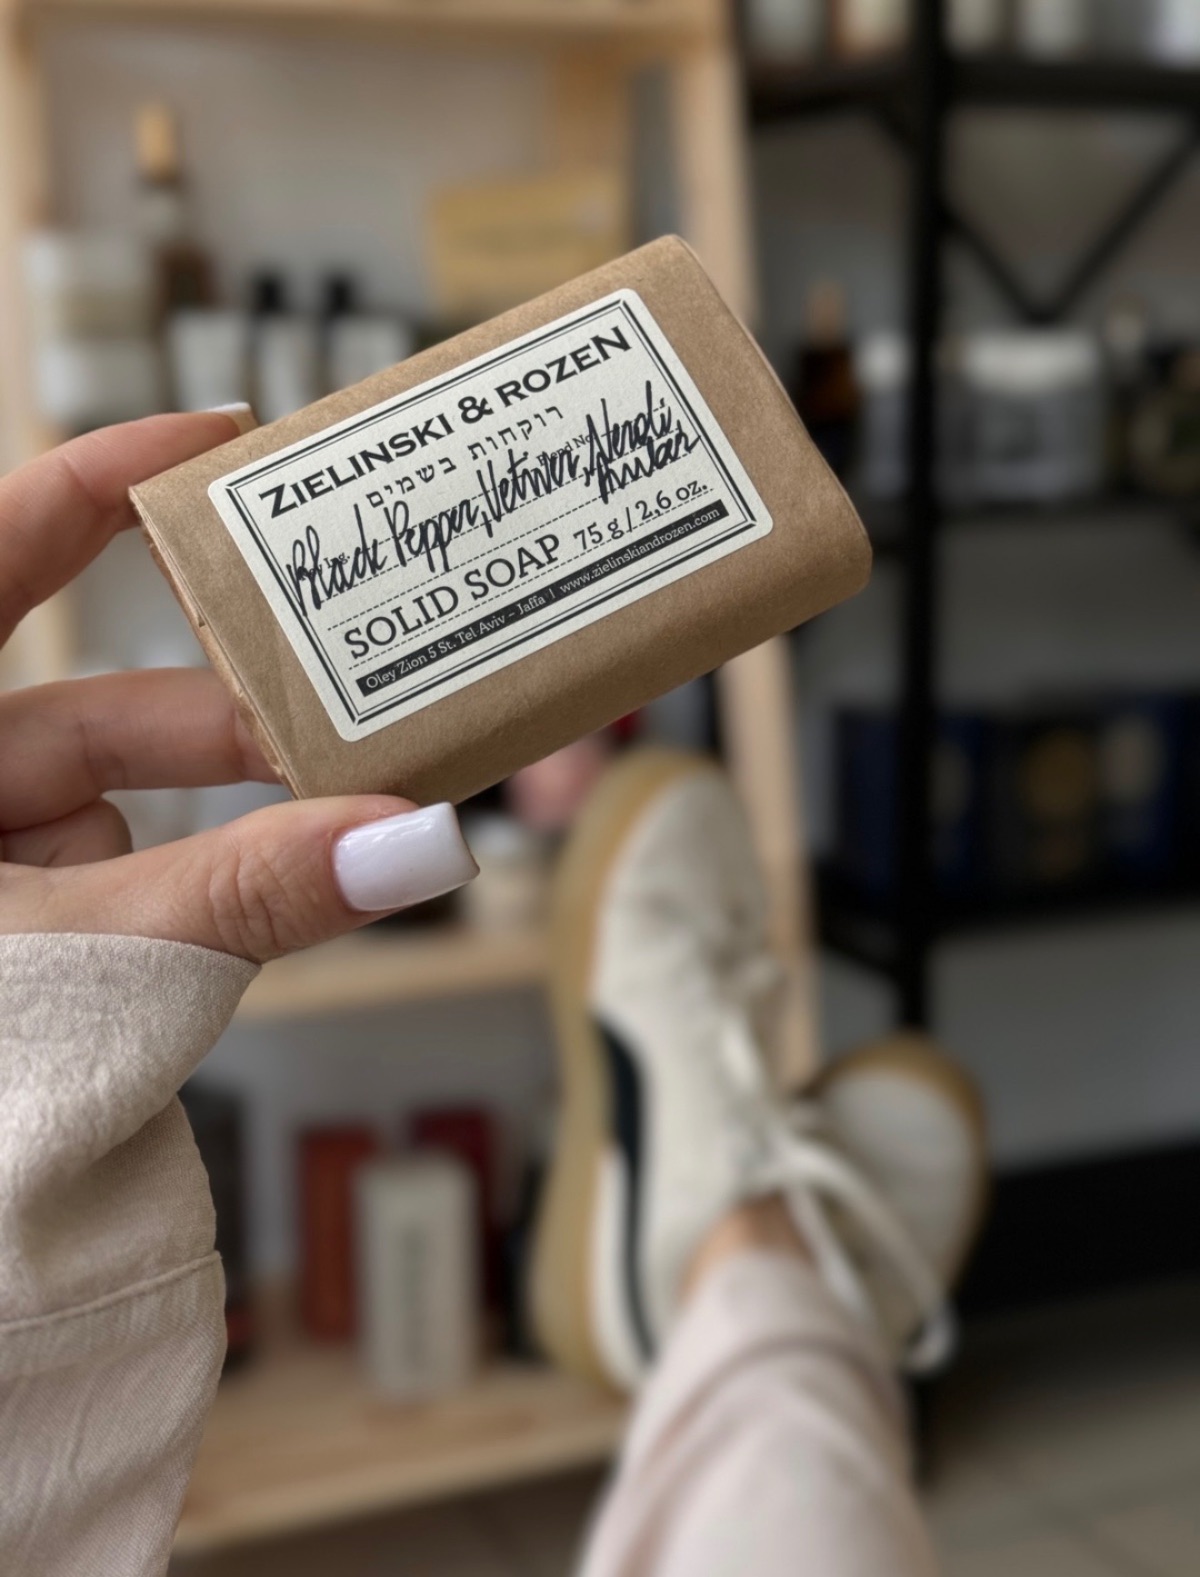 ZIELINSKI & ROZEN
רוקחות בשמים
Blend No.
Black Pepper, Vetiver, Neroli,
Amber
SOLID SOAP 75 g / 2,6 oz.
Oley Zion 5 St. Tel Aviv - Jaffa | www.zielinskiandrozen.com